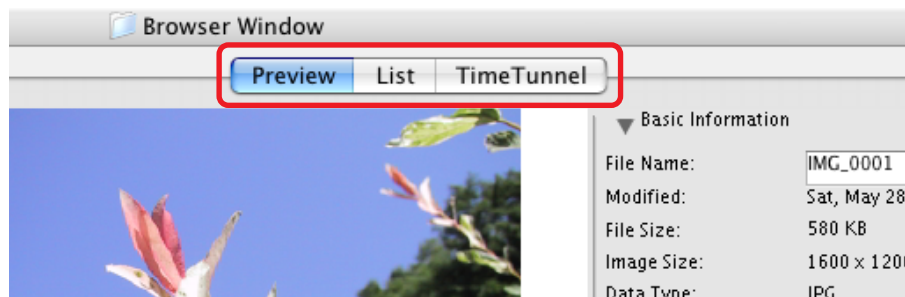 Browser Window
Preview List TimeTunnel
Basic Information
File Name: IMG_0001
Modified: Sat, May 28
File Size: 580 KB
Image Size: 1600 x 1200
Data Type: JPG